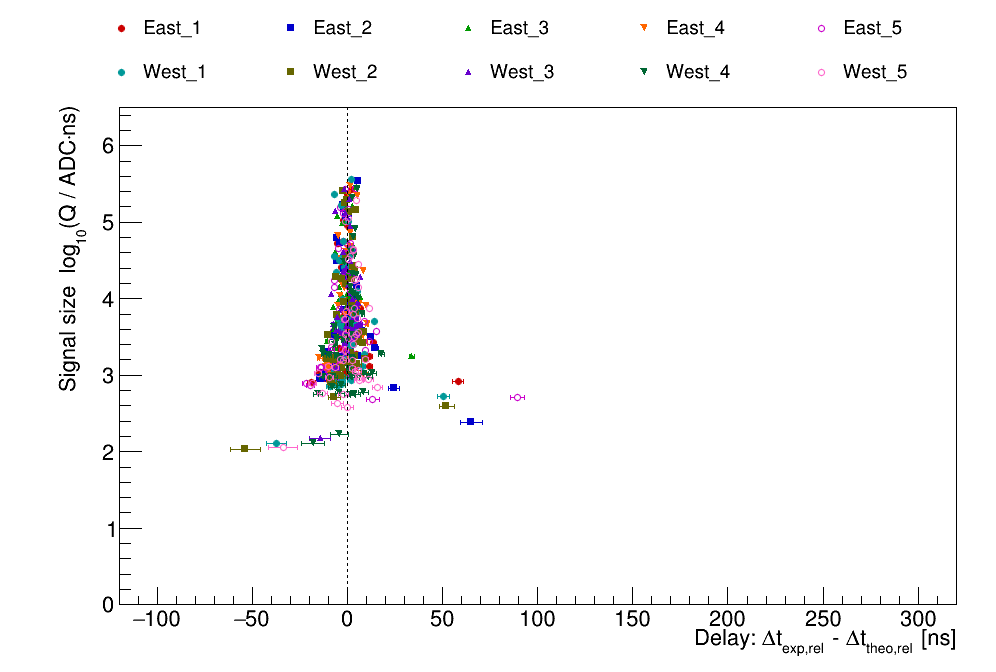 East_1 East_2 East_3 East_4 East_5
West_1 West_2 West_3 West_4 West_5
Signal size log10(Q / ADC·ns)
6
5
4
3
2
1
0
−100 −50 0 50 100 150 200 250 300
Delay: Δtexp,rel - Δttheo,rel [ns]